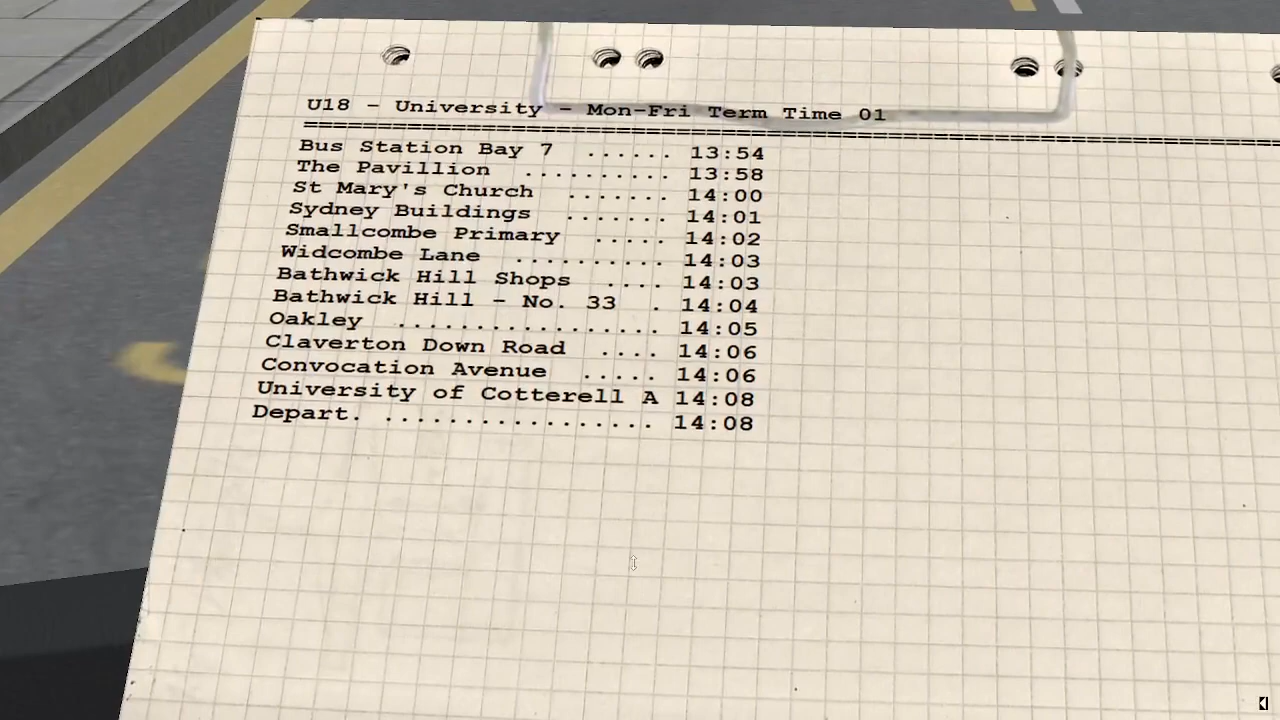 U18 - University - Mon-Fri Term Time 01
================================================================================
Bus Station Bay 7 ...... 13:54
The Pavillion .......... 13:58
St Mary's Church ....... 14:00
Sydney Buildings ....... 14:01
Smallcombe Primary ..... 14:02
Widcombe Lane .......... 14:03
Bathwick Hill Shops .... 14:03
Bathwick Hill - No. 33 . 14:04
Oakley ................. 14:05
Claverton Down Road .... 14:06
Convocation Avenue ..... 14:06
University of Cotterell A 14:08
Depart. ................. 14:08